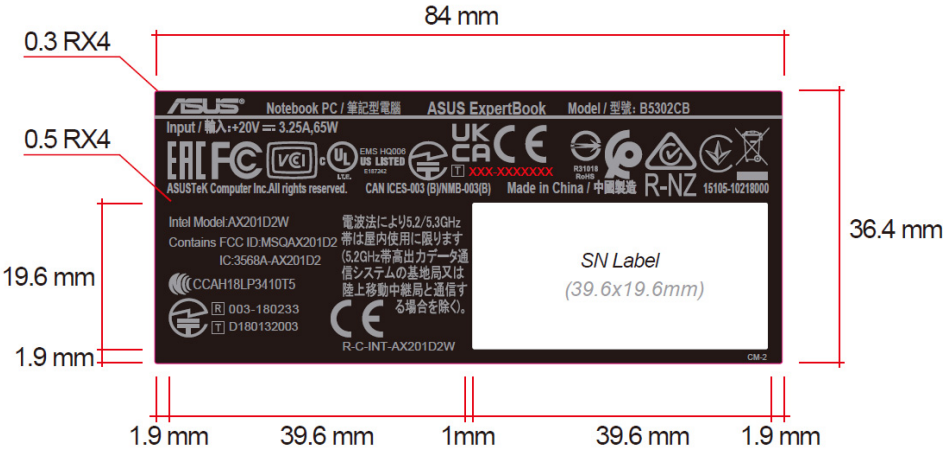 84 mm
0.3 RX4
0.5 RX4
ASUS® Notebook PC / 筆記型電腦 ASUS ExpertBook Model / 型號: B5302CB
Input / 輸入:+20V ⎓ 3.25A,65W
EAC FC VCI c UL US LISTED EMS HQ006 E187242 I.T.E. UK CA CE T XXX-XXXXXXX R31018 RoHS R-NZ 15105-10218000
ASUSTeK Computer Inc.All rights reserved. CAN ICES-003 (B)/NMB-003(B) Made in China / 中國製造
Intel Model:AX201D2W
Contains FCC ID:MSQAX201D2
IC:3568A-AX201D2
CCAH18LP3410T5
R 003-180233
T D180132003
電波法により5.2/5.3GHz
帯は屋内使用に限ります
(5.2GHz帯高出力データ通
信システムの基地局又は
陸上移動中継局と通信す
る場合を除く)。
CE
R-C-INT-AX201D2W
SN Label
(39.6x19.6mm)
CM-2
36.4 mm
19.6 mm
1.9 mm
1.9 mm 39.6 mm 1mm 39.6 mm 1.9 mm